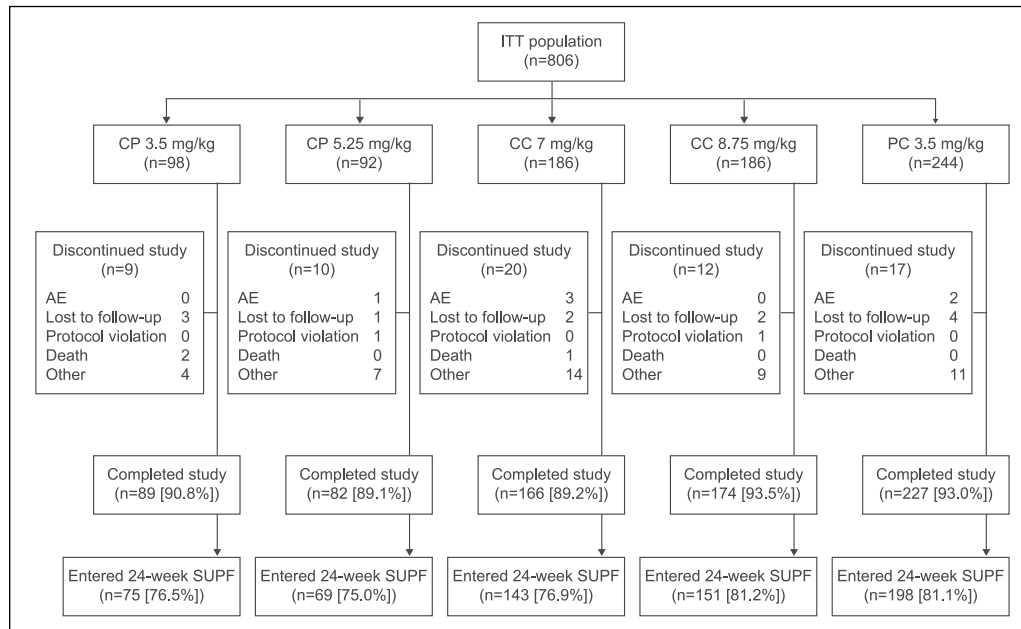 ITT population
(n=806)
CP 3.5 mg/kg
(n=98)
CP 5.25 mg/kg
(n=92)
CC 7 mg/kg
(n=186)
CC 8.75 mg/kg
(n=186)
PC 3.5 mg/kg
(n=244)
Discontinued study
(n=9)
AE 0
Lost to follow-up 3
Protocol violation 0
Death 2
Other 4
Discontinued study
(n=10)
AE 1
Lost to follow-up 1
Protocol violation 1
Death 0
Other 7
Discontinued study
(n=20)
AE 3
Lost to follow-up 2
Protocol violation 0
Death 1
Other 14
Discontinued study
(n=12)
AE 0
Lost to follow-up 2
Protocol violation 1
Death 0
Other 9
Discontinued study
(n=17)
AE 2
Lost to follow-up 4
Protocol violation 0
Death 0
Other 11
Completed study
(n=89 [90.8%])
Completed study
(n=82 [89.1%])
Completed study
(n=166 [89.2%])
Completed study
(n=174 [93.5%])
Completed study
(n=227 [93.0%])
Entered 24-week SUPF
(n=75 [76.5%])
Entered 24-week SUPF
(n=69 [75.0%])
Entered 24-week SUPF
(n=143 [76.9%])
Entered 24-week SUPF
(n=151 [81.2%])
Entered 24-week SUPF
(n=198 [81.1%])